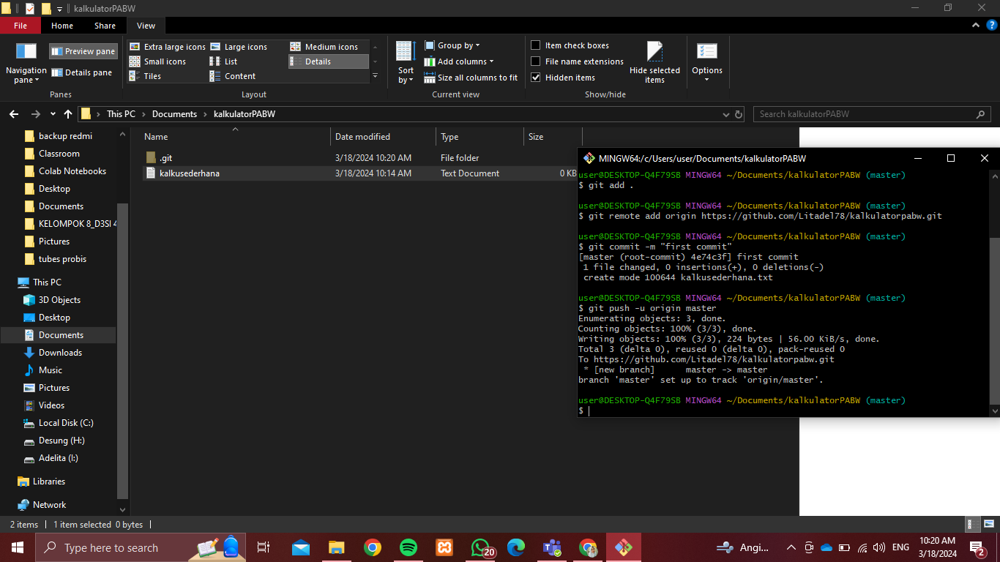 kalkulatorPABW
File Home Share View
Navigation pane
Preview pane
Details pane
Panes
Extra large icons Large icons Medium icons
Small icons List Details
Tiles Content
Layout
Sort by
Group by
Add columns
Size all columns to fit
Current view
Item check boxes
File name extensions
Hidden items
Hide selected items
Show/hide
Options
This PC > Documents > kalkulatorPABW
Search kalkulatorPABW
backup redmi
Classroom
Colab Notebooks
Desktop
Documents
KELOMPOK 8_D3SI 4
Pictures
tubes probis
This PC
3D Objects
Desktop
Documents
Downloads
Music
Pictures
Videos
Local Disk (C:)
Desung (H:)
Adelita (I:)
Libraries
Network
Name Date modified Type Size
.git 3/18/2024 10:20 AM File folder
kalkusederhana 3/18/2024 10:14 AM Text Document 0 KB
MINGW64:/c/Users/user/Documents/kalkulatorPABW
user@DESKTOP-Q4F79SB MINGW64 ~/Documents/kalkulatorPABW (master)
$ git add .
user@DESKTOP-Q4F79SB MINGW64 ~/Documents/kalkulatorPABW (master)
$ git remote add origin https://github.com/Litadel78/kalkulatorpabw.git
user@DESKTOP-Q4F79SB MINGW64 ~/Documents/kalkulatorPABW (master)
$ git commit -m "first commit"
[master (root-commit) 4e74c3f] first commit
1 file changed, 0 insertions(+), 0 deletions(-)
create mode 100644 kalkusederhana.txt
user@DESKTOP-Q4F79SB MINGW64 ~/Documents/kalkulatorPABW (master)
$ git push -u origin master
Enumerating objects: 3, done.
Counting objects: 100% (3/3), done.
Writing objects: 100% (3/3), 224 bytes | 56.00 KiB/s, done.
Total 3 (delta 0), reused 0 (delta 0), pack-reused 0
To https://github.com/Litadel78/kalkulatorpabw.git
* [new branch] master -> master
branch 'master' set up to track 'origin/master'.
user@DESKTOP-Q4F79SB MINGW64 ~/Documents/kalkulatorPABW (master)
$
2 items 1 item selected 0 bytes
Type here to search
20
Angi...
ENG
10:20 AM
3/18/2024
2